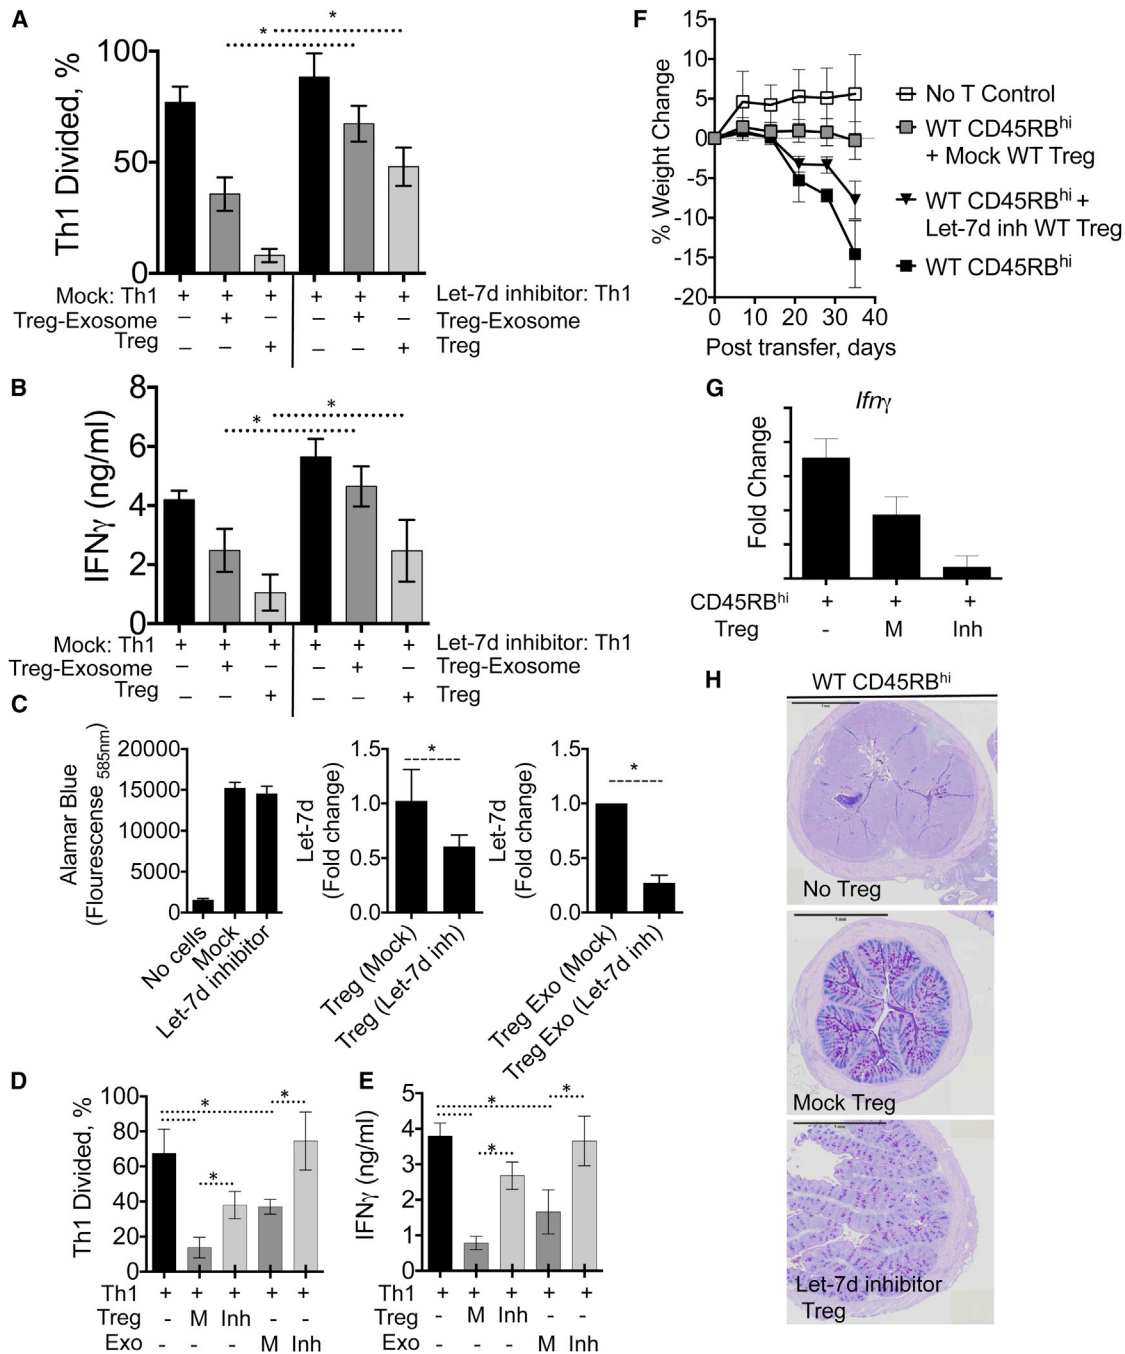 A
Th1 Divided, %
100
50
0
*
*
Mock: Th1 + + + + + + Let-7d inhibitor: Th1
Treg-Exosome – + – – + – Treg-Exosome
Treg – – + – – + Treg
B
IFNγ (ng/ml)
8
6
4
2
0
*
*
Mock: Th1 + + + + + + Let-7d inhibitor: Th1
Treg-Exosome – + – – + – Treg-Exosome
Treg – – + – – + Treg
C
Alamar Blue
(Flourescense 585nm)
20000
15000
10000
5000
0
No cells
Mock
Let-7d inhibitor
Let-7d
(Fold change)
1.5
1.0
0.5
0.0
*
Treg (Mock)
Treg (Let-7d inh)
Let-7d
(Fold change)
1.5
1.0
0.5
0.0
*
Treg Exo (Mock)
Treg Exo (Let-7d inh)
D
Th1 Divided, %
100
80
60
40
20
0
*
*
*
Th1 + + + + +
Treg - M Inh - -
Exo - - - M Inh
E
IFNγ (ng/ml)
5
4
3
2
1
0
*
*
*
Th1 + + + + +
Treg - M Inh - -
Exo - - - M Inh
F
% Weight Change
15
10
5
0
-5
-10
-15
-20
0 10 20 30 40
Post transfer, days
No T Control
WT CD45RBhi
+ Mock WT Treg
WT CD45RBhi +
Let-7d inh WT Treg
WT CD45RBhi
G
Ifnγ
Fold Change
CD45RBhi + + +
Treg - M Inh
H
WT CD45RBhi
1 mm
No Treg
1 mm
Mock Treg
1 mm
Let-7d inhibitor
Treg